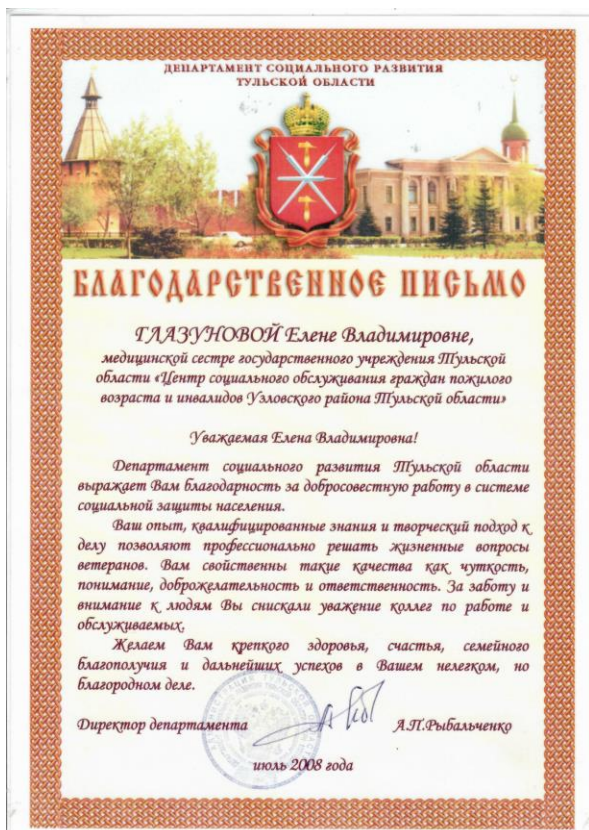 ДЕПАРТАМЕНТ СОЦИАЛЬНОГО РАЗВИТИЯ
ТУЛЬСКОЙ ОБЛАСТИ
БЛАГОДАРСТВЕННОЕ ПИСЬМО
ГЛАЗУНОВОЙ Елене Владимировне,
медицинской сестре государственного учреждения Тульской
области «Центр социального обслуживания граждан пожилого
возраста и инвалидов Узловского района Тульской области»
Уважаемая Елена Владимировна!
Департамент социального развития Тульской области
выражает Вам благодарность за добросовестную работу в системе
социальной защиты населения.
Ваш опыт, квалифицированные знания и творческий подход к
делу позволяют профессионально решать жизненные вопросы
ветеранов. Вам свойственны такие качества как чуткость,
понимание, доброжелательность и ответственность. За заботу и
внимание к людям Вы снискали уважение коллег по работе и
обслуживаемых.
Желаем Вам крепкого здоровья, счастья, семейного
благополучия и дальнейших успехов в Вашем нелегком, но
благородном деле.
Директор департамента А.П.Рыбальченко
июль 2008 года